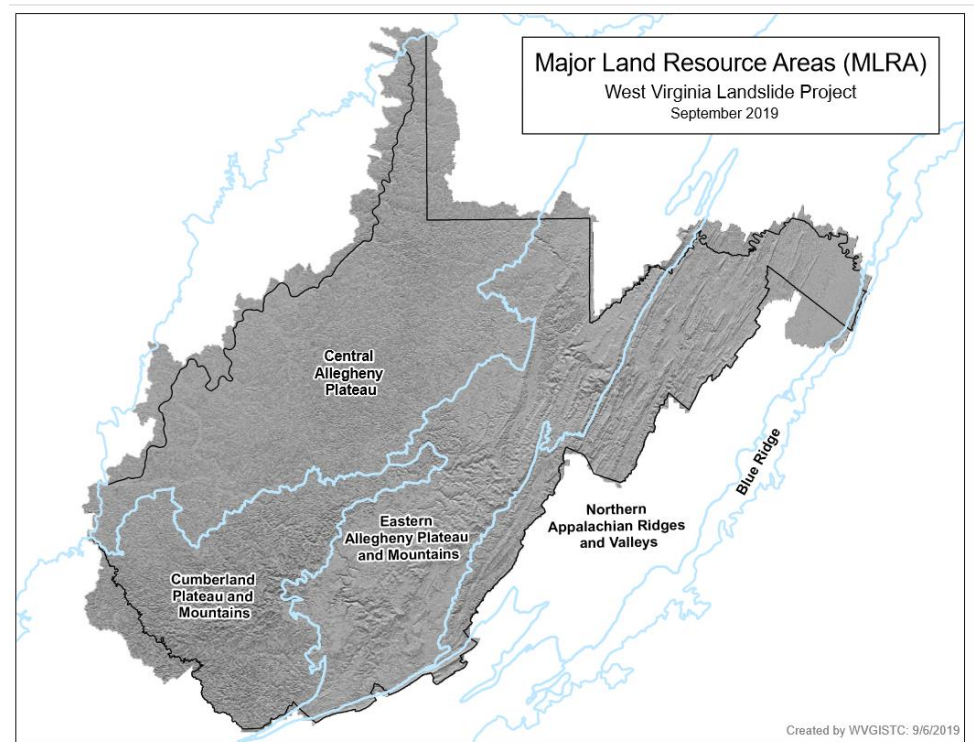 Major Land Resource Areas (MLRA)
West Virginia Landslide Project
September 2019
Central
Allegheny
Plateau
Eastern
Allegheny Plateau
and Mountains
Cumberland
Plateau and
Mountains
Northern
Appalachian Ridges
and Valleys
Blue Ridge
Created by WVGISTC: 9/6/2019